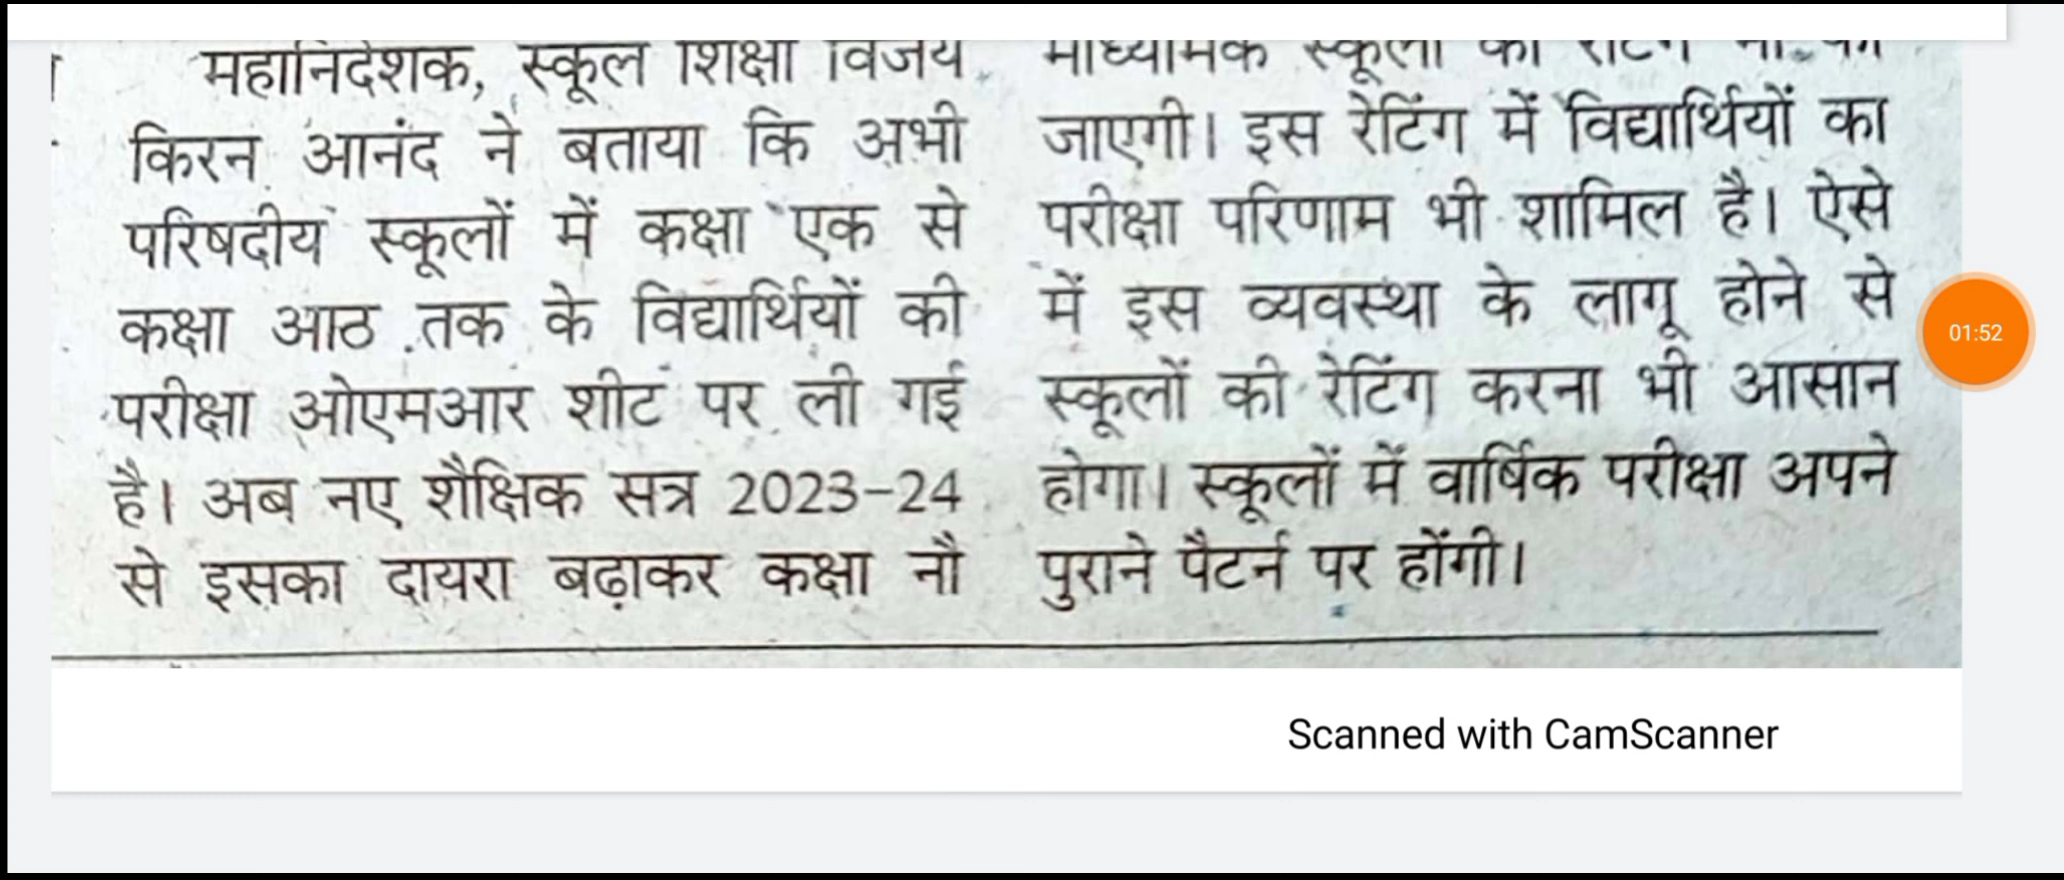 महानिदेशक, स्कूल शिक्षा विजय
किरन आनंद ने बताया कि अभी
परिषदीय स्कूलों में कक्षा एक से
कक्षा आठ तक के विद्यार्थियों की
परीक्षा ओएमआर शीट पर ली गई
है। अब नए शैक्षिक सत्र 2023-24
से इसका दायरा बढ़ाकर कक्षा नौ
माध्यमिक स्कूलों की
जाएगी। इस रेटिंग में विद्यार्थियों का
परीक्षा परिणाम भी शामिल है। ऐसे
में इस व्यवस्था के लागू होने से
स्कूलों की रेटिंग करना भी आसान
होगा। स्कूलों में वार्षिक परीक्षा अपने
पुराने पैटर्न पर होंगी।
01:52
Scanned with CamScanner